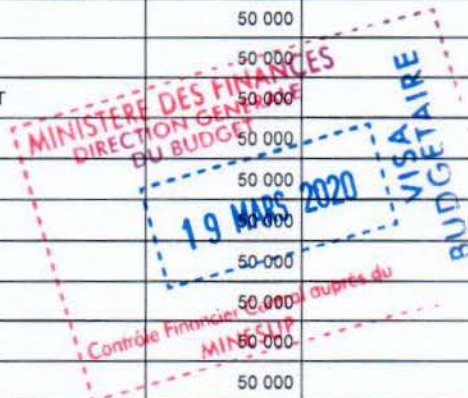 50 000
50 000
T
50 000
50 000
50 000
50 000
50 000
50 000
50 000
50 000
MINISTERE DES FINANCES
DIRECTION GENERALE
DU BUDGET
19 MARS 2020
VISA
BUDGETAIRE
Contrôle Financier Central auprès du
MINESUP